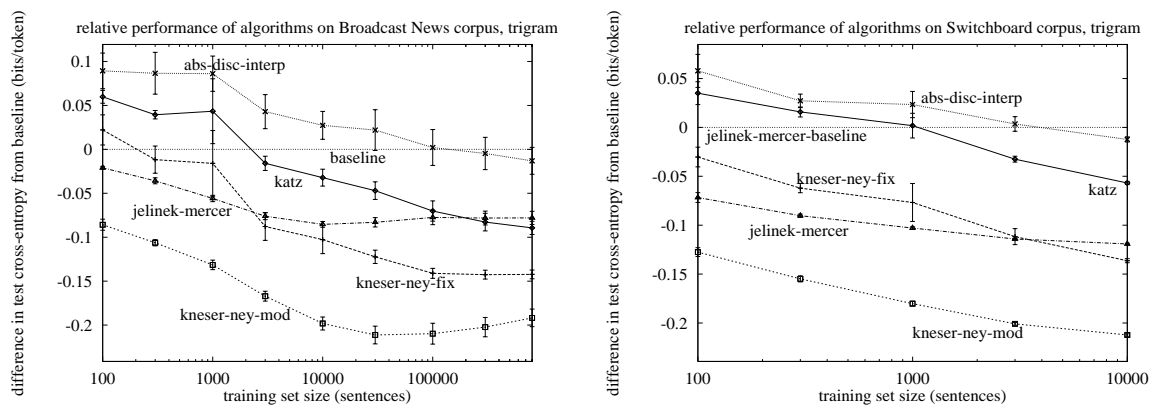 relative performance of algorithms on Broadcast News corpus, trigram
difference in test cross-entropy from baseline (bits/token)
0.1
0.05
0
-0.05
-0.1
-0.15
-0.2
abs-disc-interp
baseline
katz
jelinek-mercer
kneser-ney-fix
kneser-ney-mod
100 1000 10000 100000
training set size (sentences)
relative performance of algorithms on Switchboard corpus, trigram
difference in test cross-entropy from baseline (bits/token)
0.05
0
-0.05
-0.1
-0.15
-0.2
abs-disc-interp
jelinek-mercer-baseline
kneser-ney-fix
katz
jelinek-mercer
kneser-ney-mod
100 1000 10000
training set size (sentences)